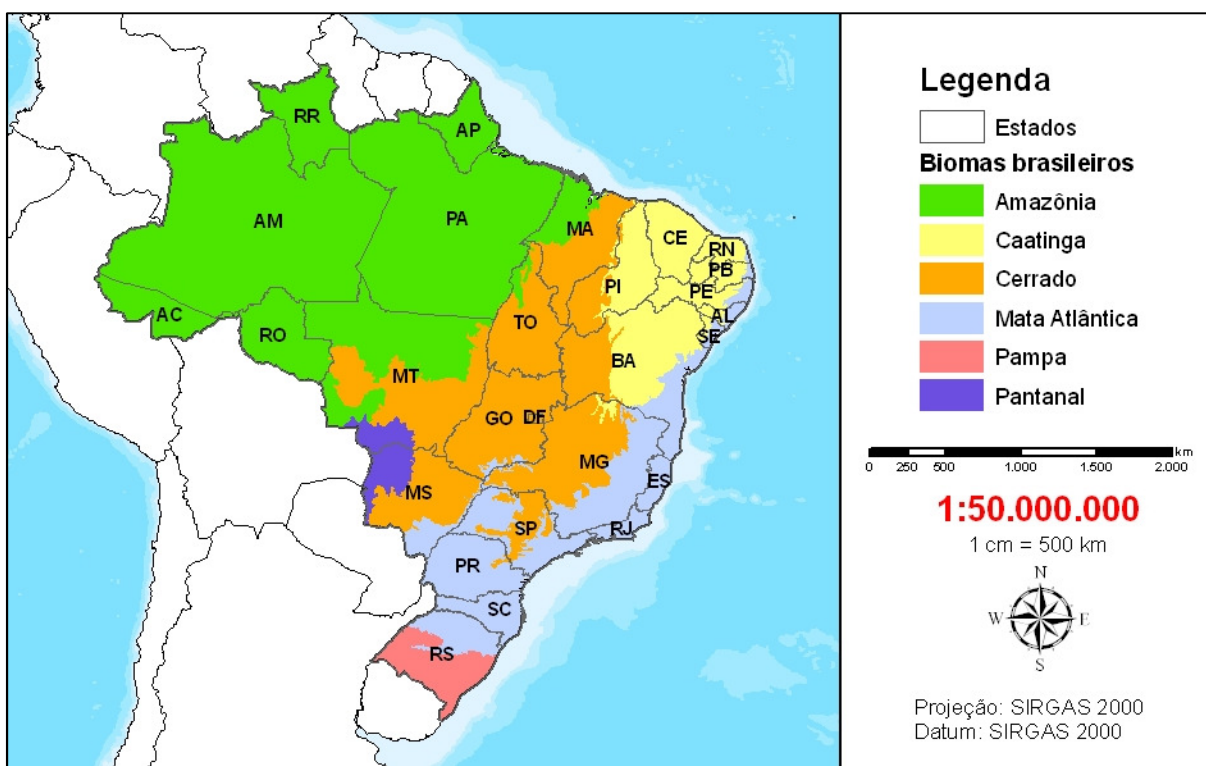 RR
AP
AM
PA
MA
CE
RN
PB
PI
PE
AC
AL
TO
SE
RO
BA
MT
GO
DF
MG
MS
ES
SP
RJ
PR
SC
RS
Legenda
Estados
Biomas brasileiros
Amazônia
Caatinga
Cerrado
Mata Atlântica
Pampa
Pantanal
km
0 250 500 1.000 1.500 2.000
1:50.000.000
1 cm = 500 km
N
W E
S
Projeção: SIRGAS 2000
Datum: SIRGAS 2000